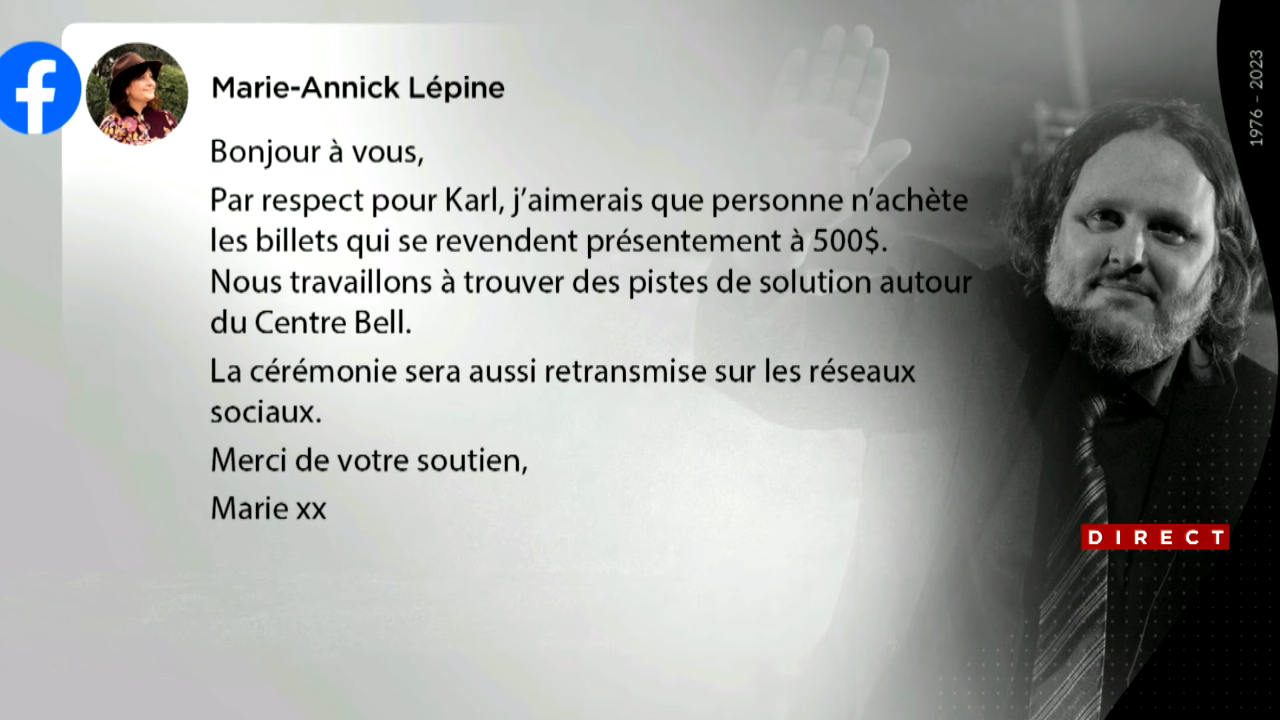 Marie-Annick Lépine
Bonjour à vous,
Par respect pour Karl, j’aimerais que personne n’achète
les billets qui se revendent présentement à 500$.
Nous travaillons à trouver des pistes de solution autour
du Centre Bell.
La cérémonie sera aussi retransmise sur les réseaux
sociaux.
Merci de votre soutien,
Marie xx
1976 – 2023
DIRECT